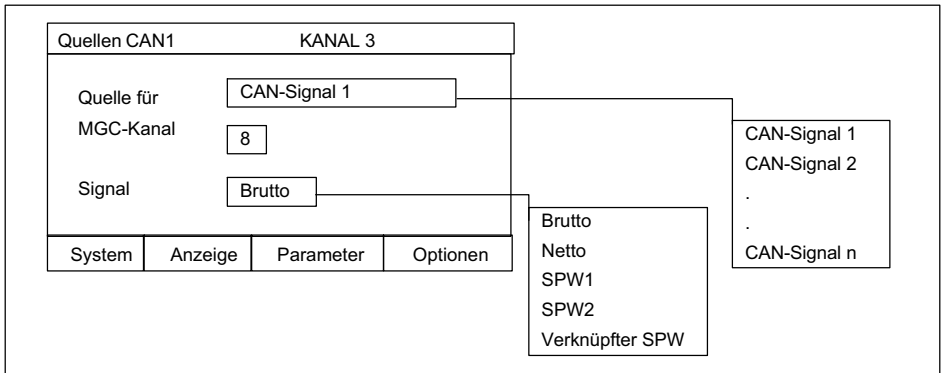 Quellen CAN1 KANAL 3
Quelle für CAN-Signal 1
MGC-Kanal 8
Signal Brutto
System Anzeige Parameter Optionen
Brutto
Netto
SPW1
SPW2
Verknüpfter SPW
CAN-Signal 1
CAN-Signal 2
.
.
CAN-Signal n